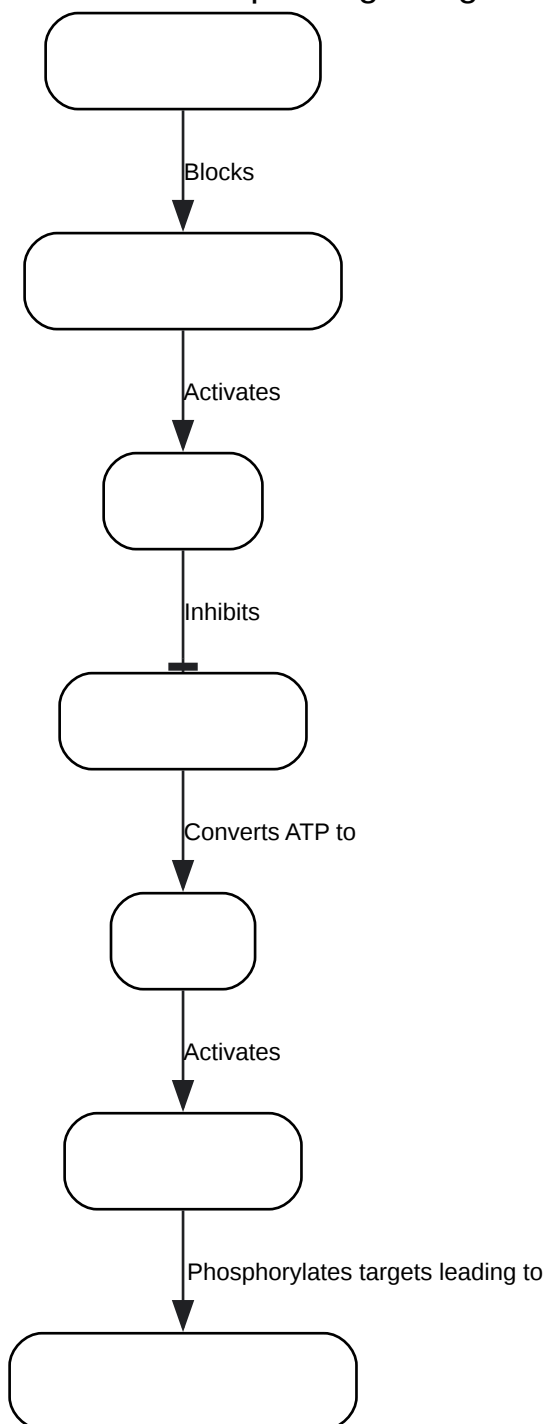 Blocks
Activates
Inhibits
Converts ATP to
Activates
Phosphorylates targets leading to